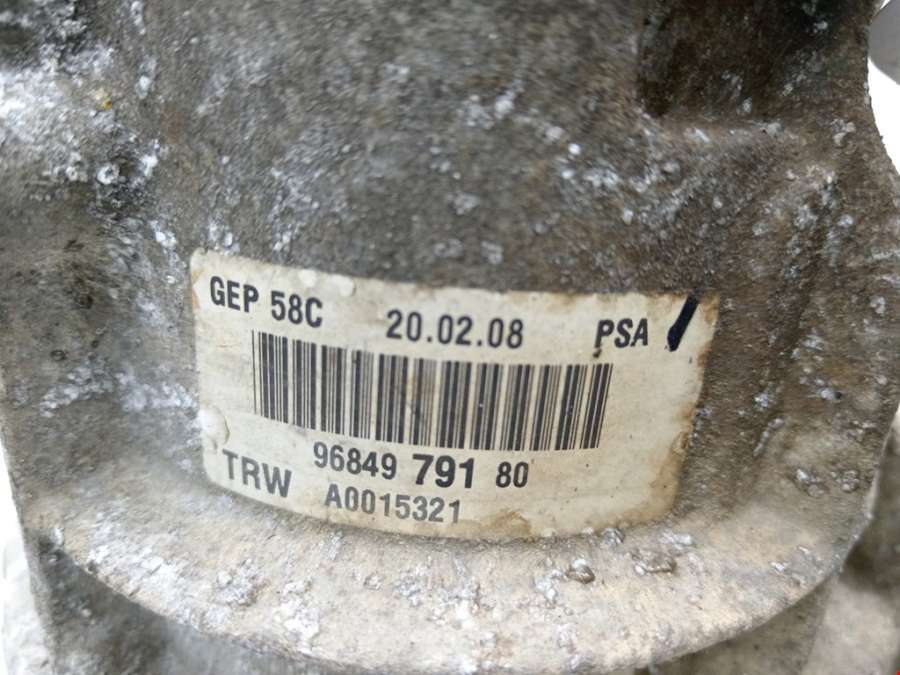 GEP 58C 20.02.08 PSA
96849 791 80
TRW A0015321